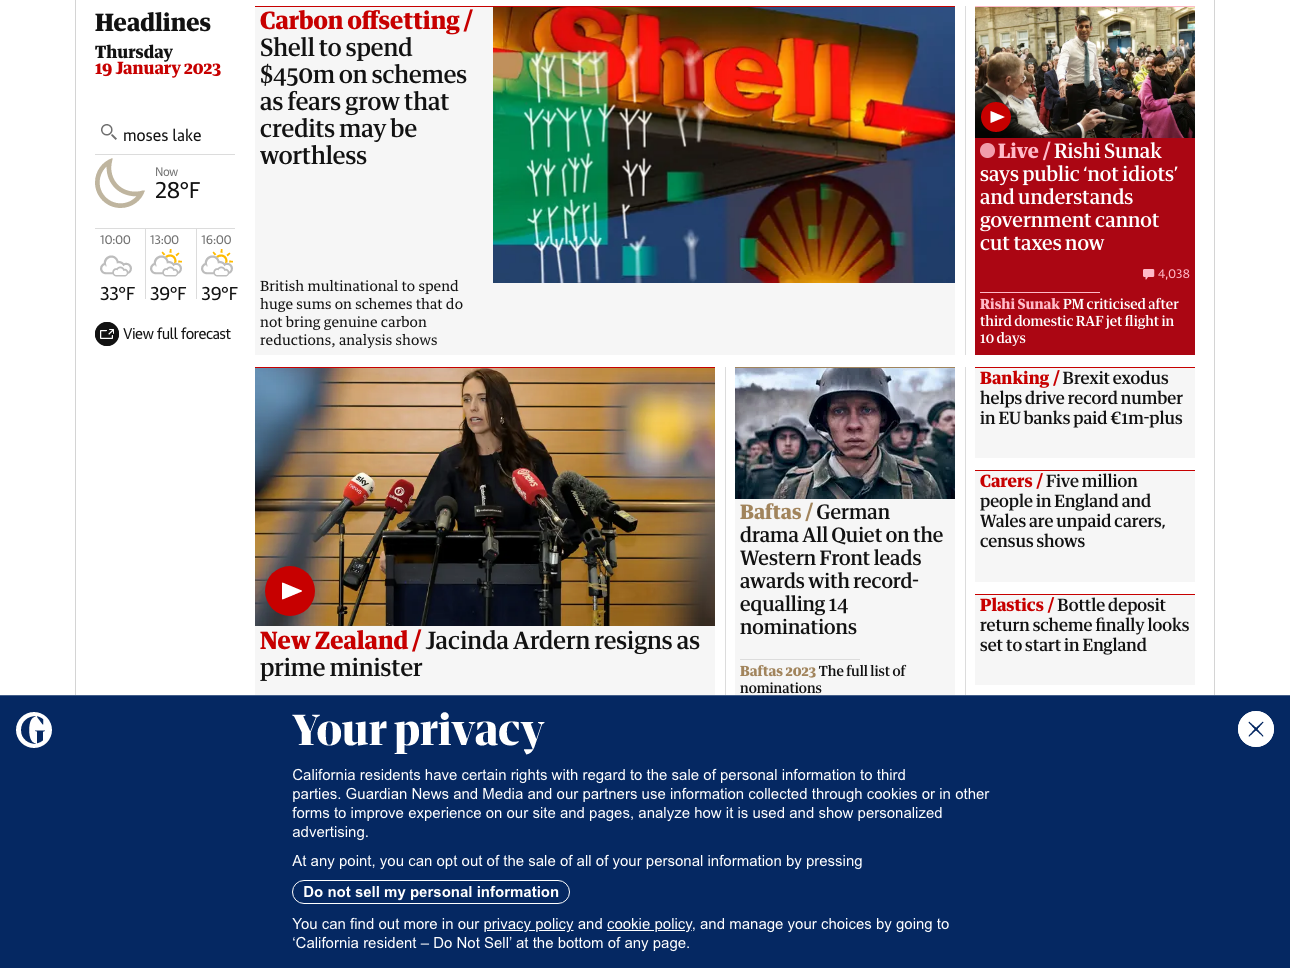 Headlines
Thursday
19 January 2023
moses lake
Now
28°F
10:00
13:00
16:00
33°F
39°F
39°F
View full forecast
Carbon offsetting /
Shell to spend
$450m on schemes
as fears grow that
credits may be
worthless
British multinational to spend
huge sums on schemes that do
not bring genuine carbon
reductions, analysis shows
Shell
Live / Rishi Sunak
says public ‘not idiots’
and understands
government cannot
cut taxes now
4,038
Rishi Sunak PM criticised after
third domestic RAF jet flight in
10 days
sky
news
New Zealand / Jacinda Ardern resigns as
prime minister
Baftas / German
drama All Quiet on the
Western Front leads
awards with record-
equalling 14
nominations
Baftas 2023 The full list of
nominations
Banking / Brexit exodus
helps drive record number
in EU banks paid €1m-plus
Carers / Five million
people in England and
Wales are unpaid carers,
census shows
Plastics / Bottle deposit
return scheme finally looks
set to start in England
G
Your privacy
California residents have certain rights with regard to the sale of personal information to third
parties. Guardian News and Media and our partners use information collected through cookies or in other
forms to improve experience on our site and pages, analyze how it is used and show personalized
advertising.
At any point, you can opt out of the sale of all of your personal information by pressing
Do not sell my personal information
You can find out more in our privacy policy and cookie policy, and manage your choices by going to
‘California resident – Do Not Sell’ at the bottom of any page.